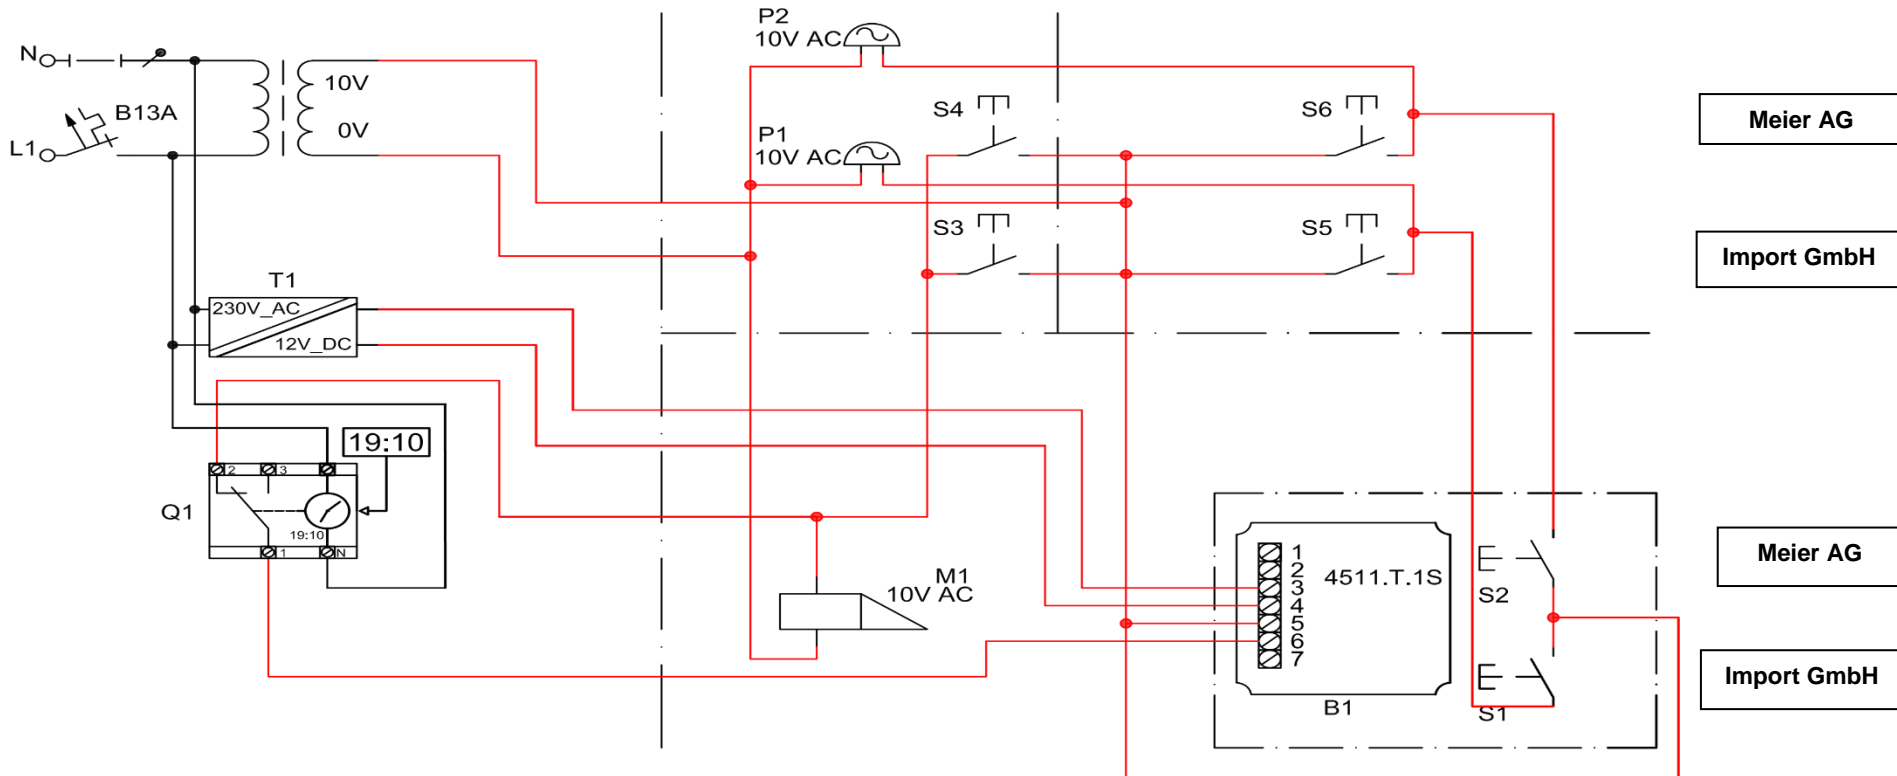 P2
10V AC
N
10V
B13A
S4
S6
Meier AG
0V
P1
L1
10V AC
S3
S5
Import GmbH
T1
230V_AC
12V_DC
19:10
2
3
Q1
19:10
1
N
M1
10V AC
1
2
3
4
5
6
7
4511.T.1S
B1
S2
S1
Meier AG
Import GmbH